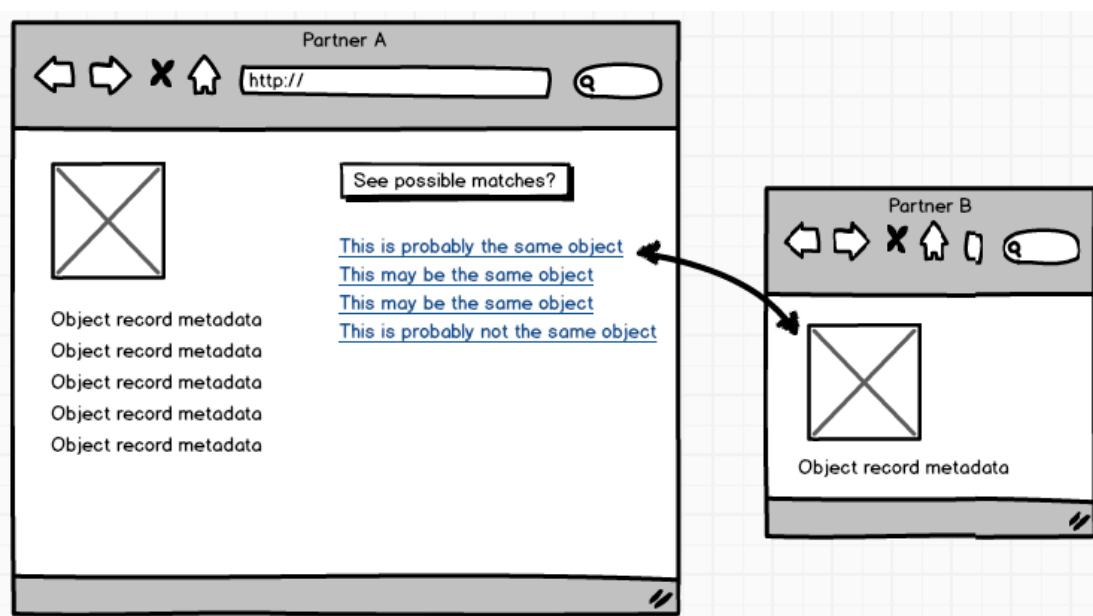 Partner A
http://
See possible matches?
This is probably the same object
This may be the same object
This may be the same object
This is probably not the same object
Object record metadata
Object record metadata
Object record metadata
Object record metadata
Object record metadata
Partner B
Object record metadata